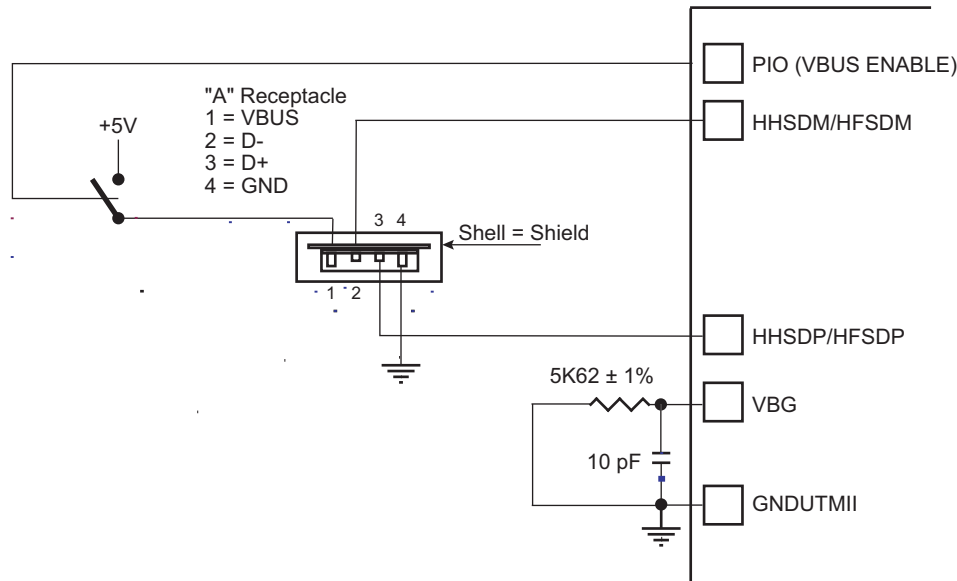 PIO (VBUS ENABLE)
"A" Receptacle
1 = VBUS
2 = D-
3 = D+
4 = GND
HHSDM/HFSDM
+5V
3 4
Shell = Shield
1 2
HHSDP/HFSDP
5K62 ± 1%
VBG
10 pF
GNDUTMII